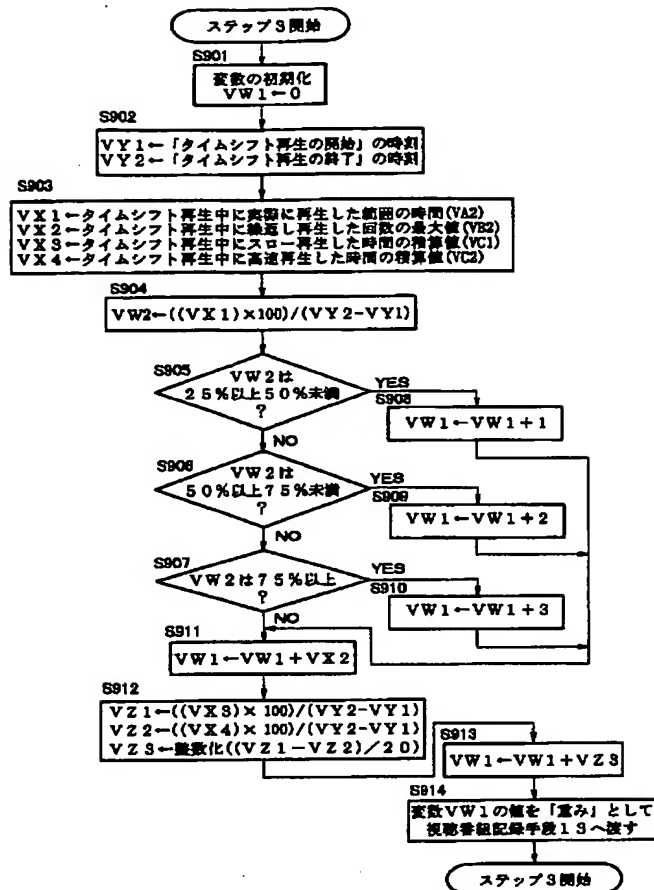 ステップ3開始
S901
変数の初期化
VW1←0
S902
VY1←「タイムシフト再生の開始」の時刻
VY2←「タイムシフト再生の終了」の時刻
S903
VX1←タイムシフト再生中に実際に再生した範囲の時間(VA2)
VX2←タイムシフト再生中に繰返し再生した回数の最大値(VB2)
VX3←タイムシフト再生中にスロー再生した時間の積算値(VC1)
VX4←タイムシフト再生中に高速再生した時間の積算値(VC2)
S904
VW2←((VX1)×100)/(VY2-VY1)
S905
VW2は
25%以上50%未満
?
YES
S908
VW1←VW1+1
NO
S906
VW2は
50%以上75%未満
?
YES
S909
VW1←VW1+2
NO
S907
VW2は75%以上
?
YES
S910
VW1←VW1+3
NO
S911
VW1←VW1+VX2
S912
VZ1←((VX3)×100)/(VY2-VY1)
VZ2←((VX4)×100)/(VY2-VY1)
VZ3←整数化((VZ1-VZ2)/20)
S913
VW1←VW1+VZ3
S914
変数VW1の値を「重み」として
視聴番組記録手段13へ渡す
ステップ3開始